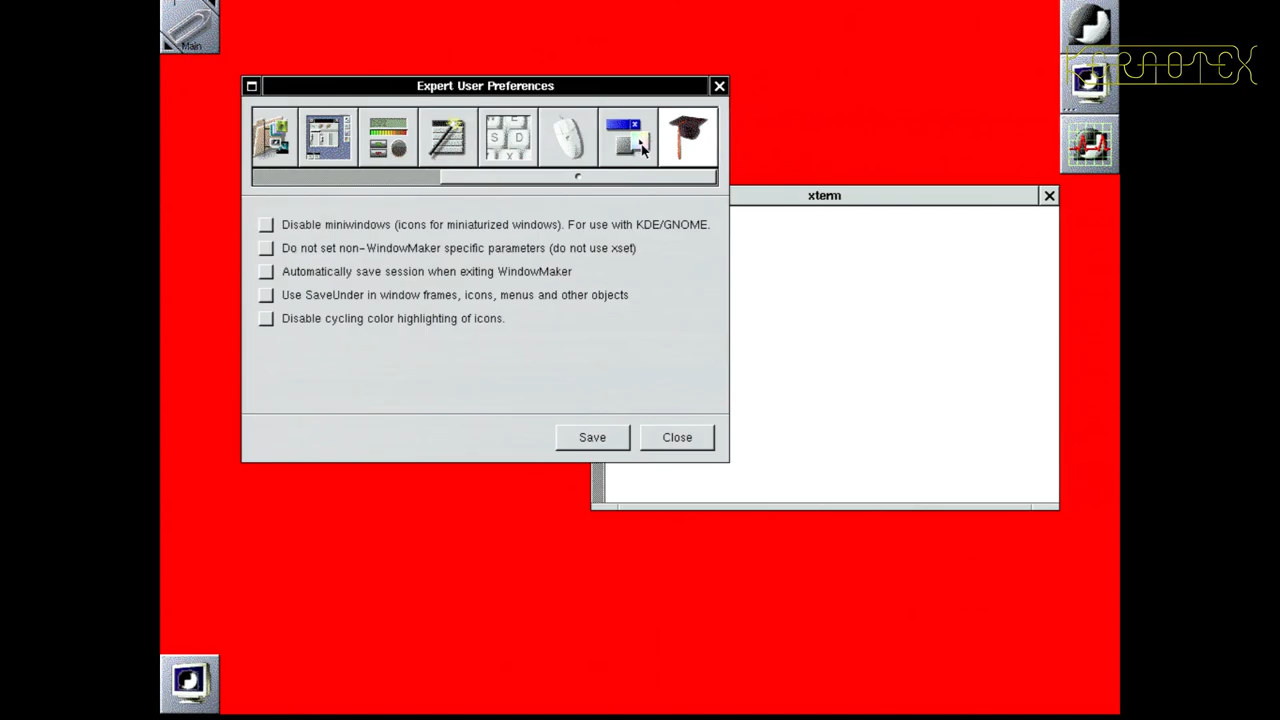 Main
KERAOTEX
Expert User Preferences
S D
xterm
Disable miniwindows (icons for miniaturized windows). For use with KDE/GNOME.
Do not set non-WindowMaker specific parameters (do not use xset)
Automatically save session when exiting WindowMaker
Use SaveUnder in window frames, icons, menus and other objects
Disable cycling color highlighting of icons.
Save Close